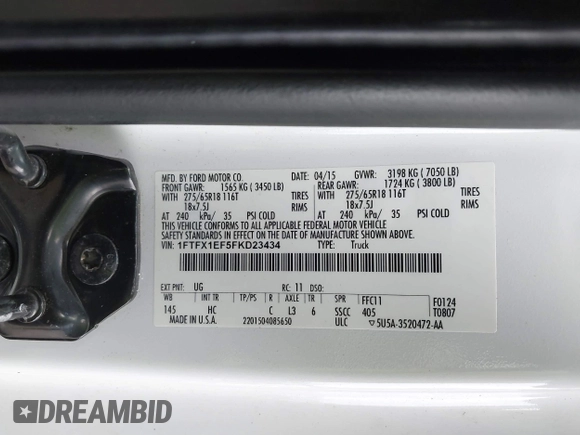 MFD. BY FORD MOTOR CO. 04/15 GVWR: 3198 KG ( 7050 LB)
FRONT GAWR: 1565 KG ( 3450 LB) REAR GAWR: 1724 KG ( 3800 LB)
WITH 275/65R18 116T TIRES WITH 275/65R18 116T TIRES
18x7.5J RIMS 18x7.5J RIMS
AT 240 kPa/ 35 PSI COLD AT 240 kPa/ 35 PSI COLD
THIS VEHICLE CONFORMS TO ALL APPLICABLE FEDERAL MOTOR VEHICLE
SAFETY STANDARDS IN EFFECT ON THE DATE OF MANUFACTURE SHOWN ABOVE.
VIN: 1FTFX1EF5FKD23434 TYPE: Truck
EXT PNT: UG RC: 11 DSO:
WB INT TR TP/PS R AXLE TR SPR FFC11 F0124
145 HC C L3 6 SSCC 405 T0807
MADE IN U.S.A. 2201504085650 ULC 5U5A-3520472-AA
DREAMBID